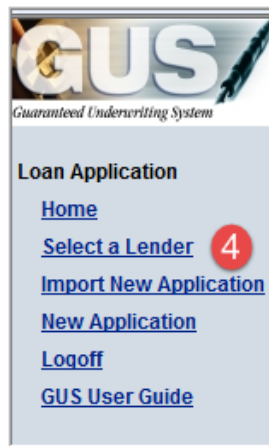 GUS
Guaranteed Underwriting System
Loan Application
Home
Select a Lender 4
Import New Application
New Application
Logoff
GUS User Guide